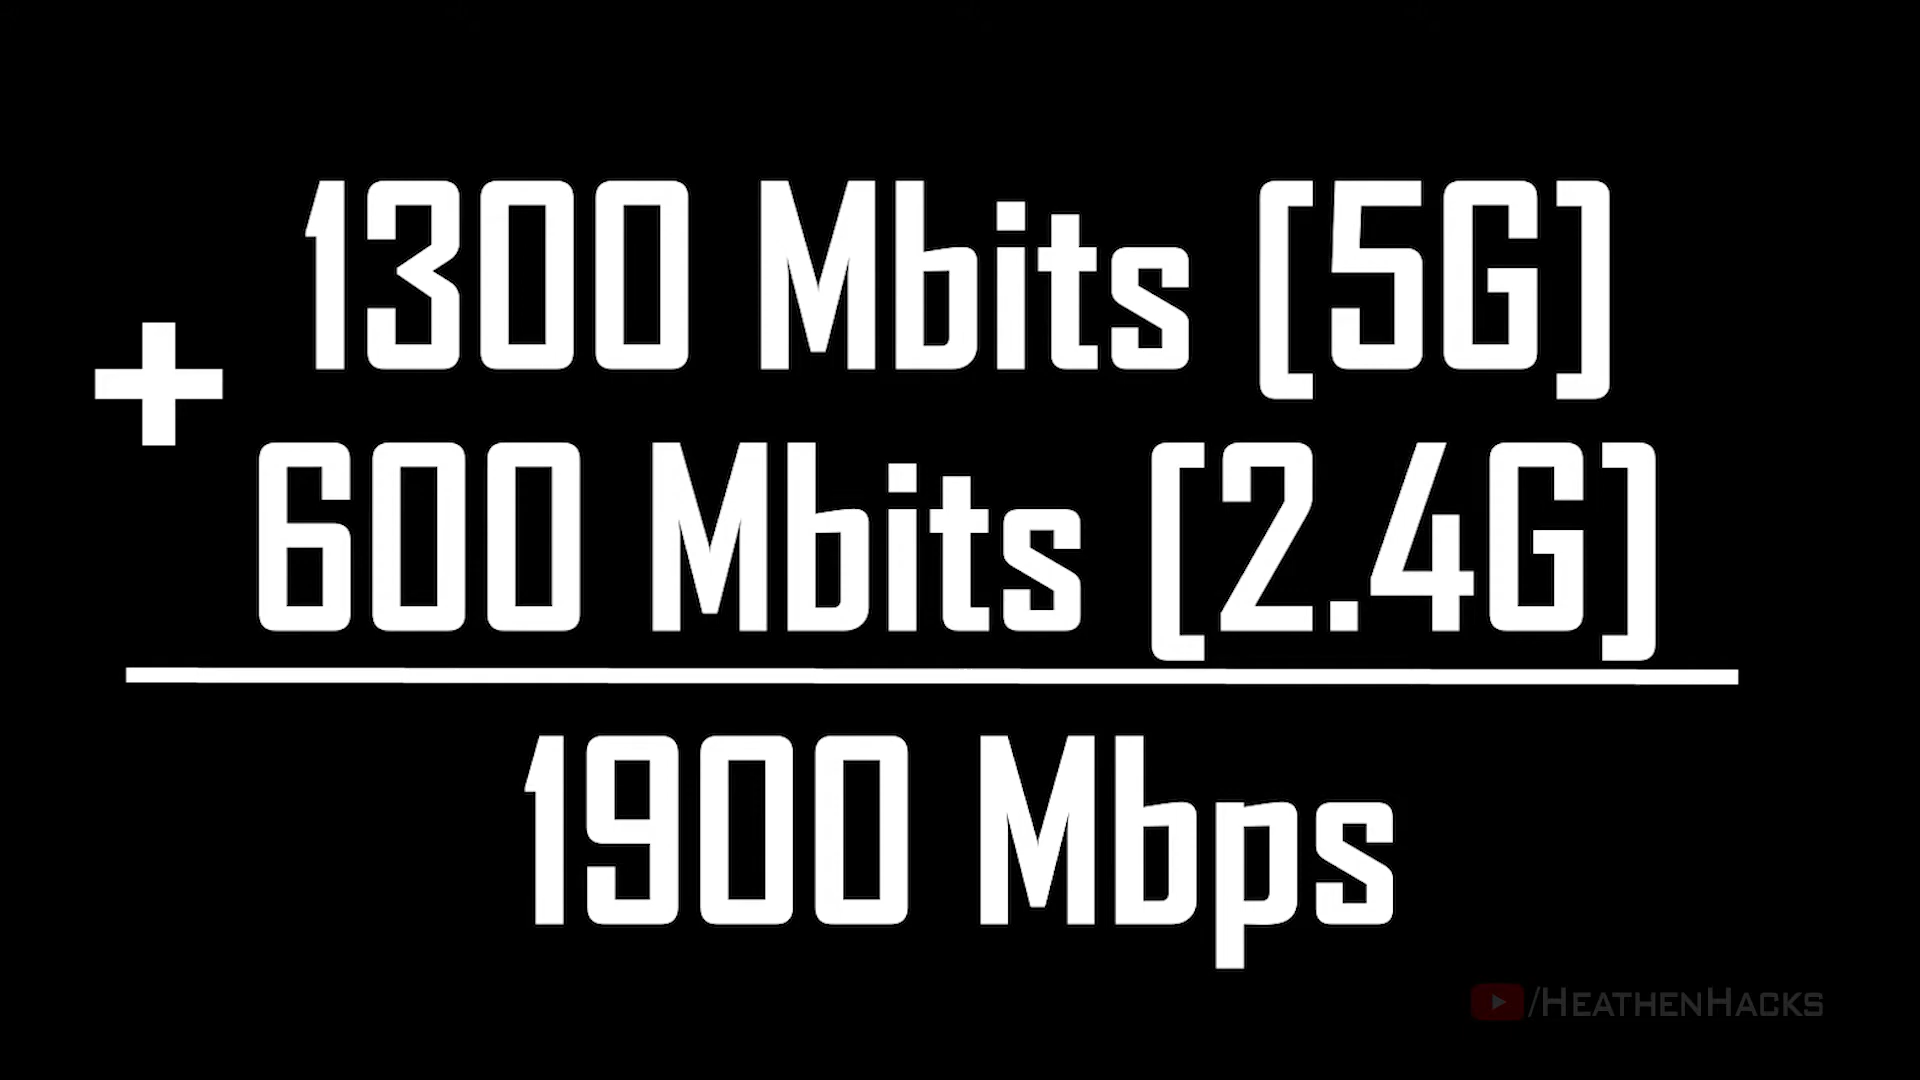 1300 Mbits [5G]
+
600 Mbits [2.4G]
1900 Mbps
/HEATHENHACKS